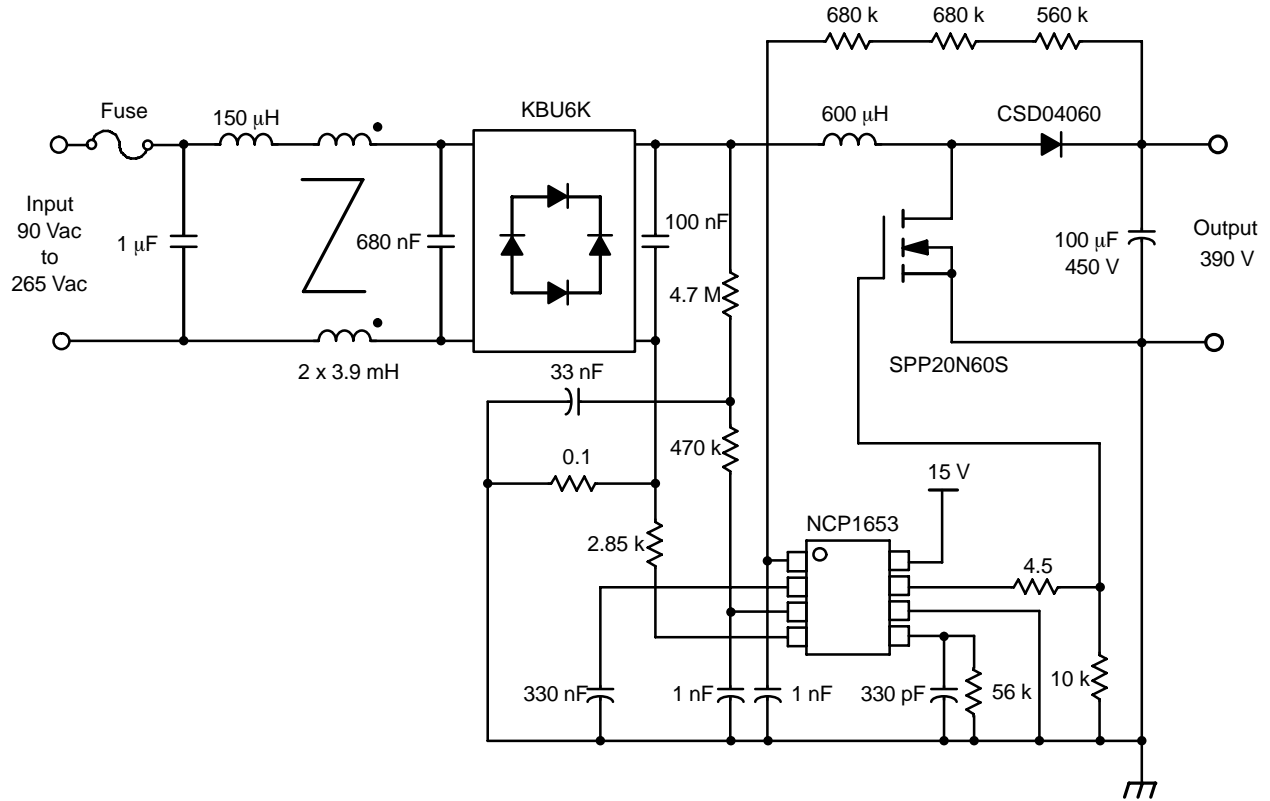 680 k
680 k
560 k
Fuse
150 μH
KBU6K
600 μH
CSD04060
Input
90 Vac
to
265 Vac
1 μF
680 nF
100 nF
4.7 M
100 μF
450 V
Output
390 V
2 x 3.9 mH
33 nF
SPP20N60S
0.1
470 k
15 V
2.85 k
NCP1653
4.5
330 nF
1 nF
1 nF
330 pF
56 k
10 k